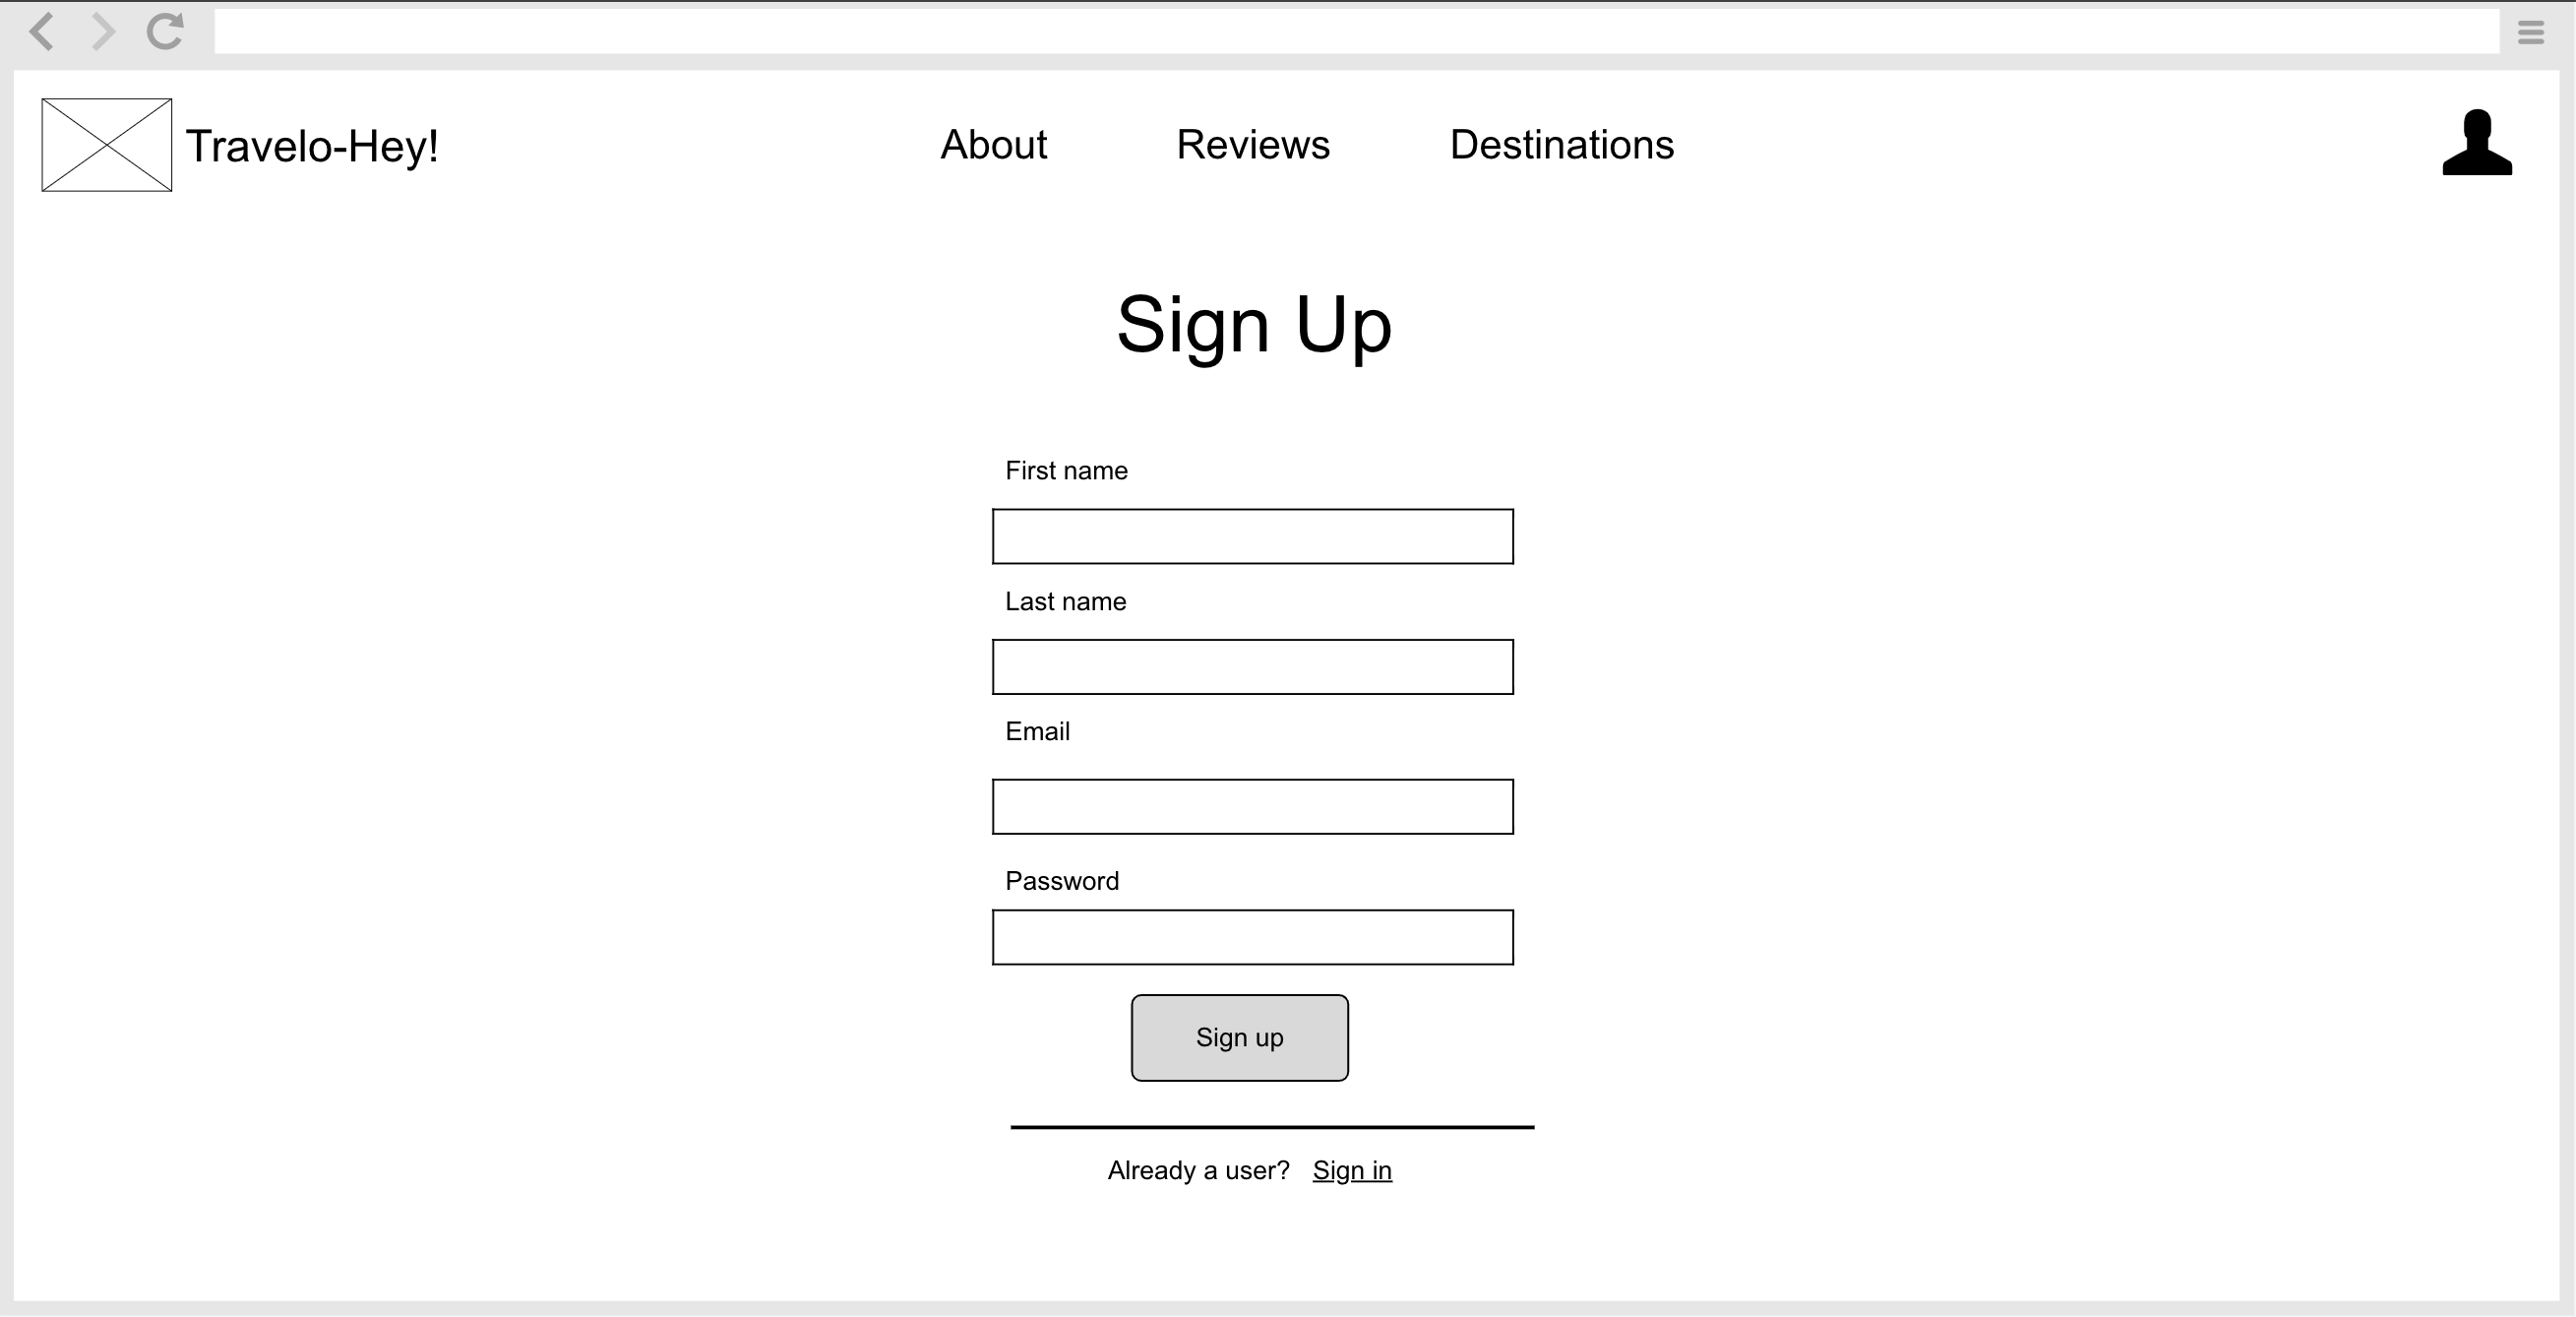 Travelo-Hey!
About Reviews Destinations
Sign Up
First name
Last name
Email
Password
Sign up
Already a user? Sign in